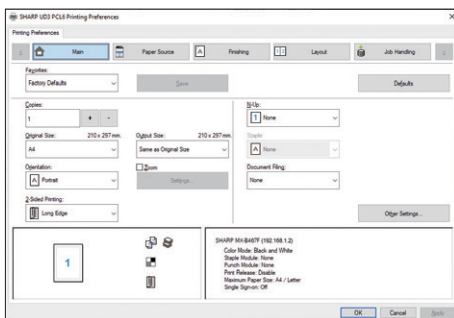 SHARP UD3 PCL6 Printing Preferences
Printing Preferences
Main
Paper Source
Finishing
Layout
Job Handling
Favorites:
Factory Defaults
Save
Defaults
Copies:
1
+ -
N-Up:
1 None
Original Size: 210 x 297 mm.
Output Size: 210 x 297 mm.
Staple:
A4
Same as Original Size
None
Orientation:
Zoom
Document Filing:
Portrait
Settings...
None
2-Sided Printing:
Long Edge
Other Settings...
1
SHARP MX-B467F (192.168.1.2)
Color Mode: Black and White
Staple Module: None
Punch Module: None
Print Release: Disable
Maximum Paper Size: A4 / Letter
Single Sign-on: Off
OK Cancel Apply